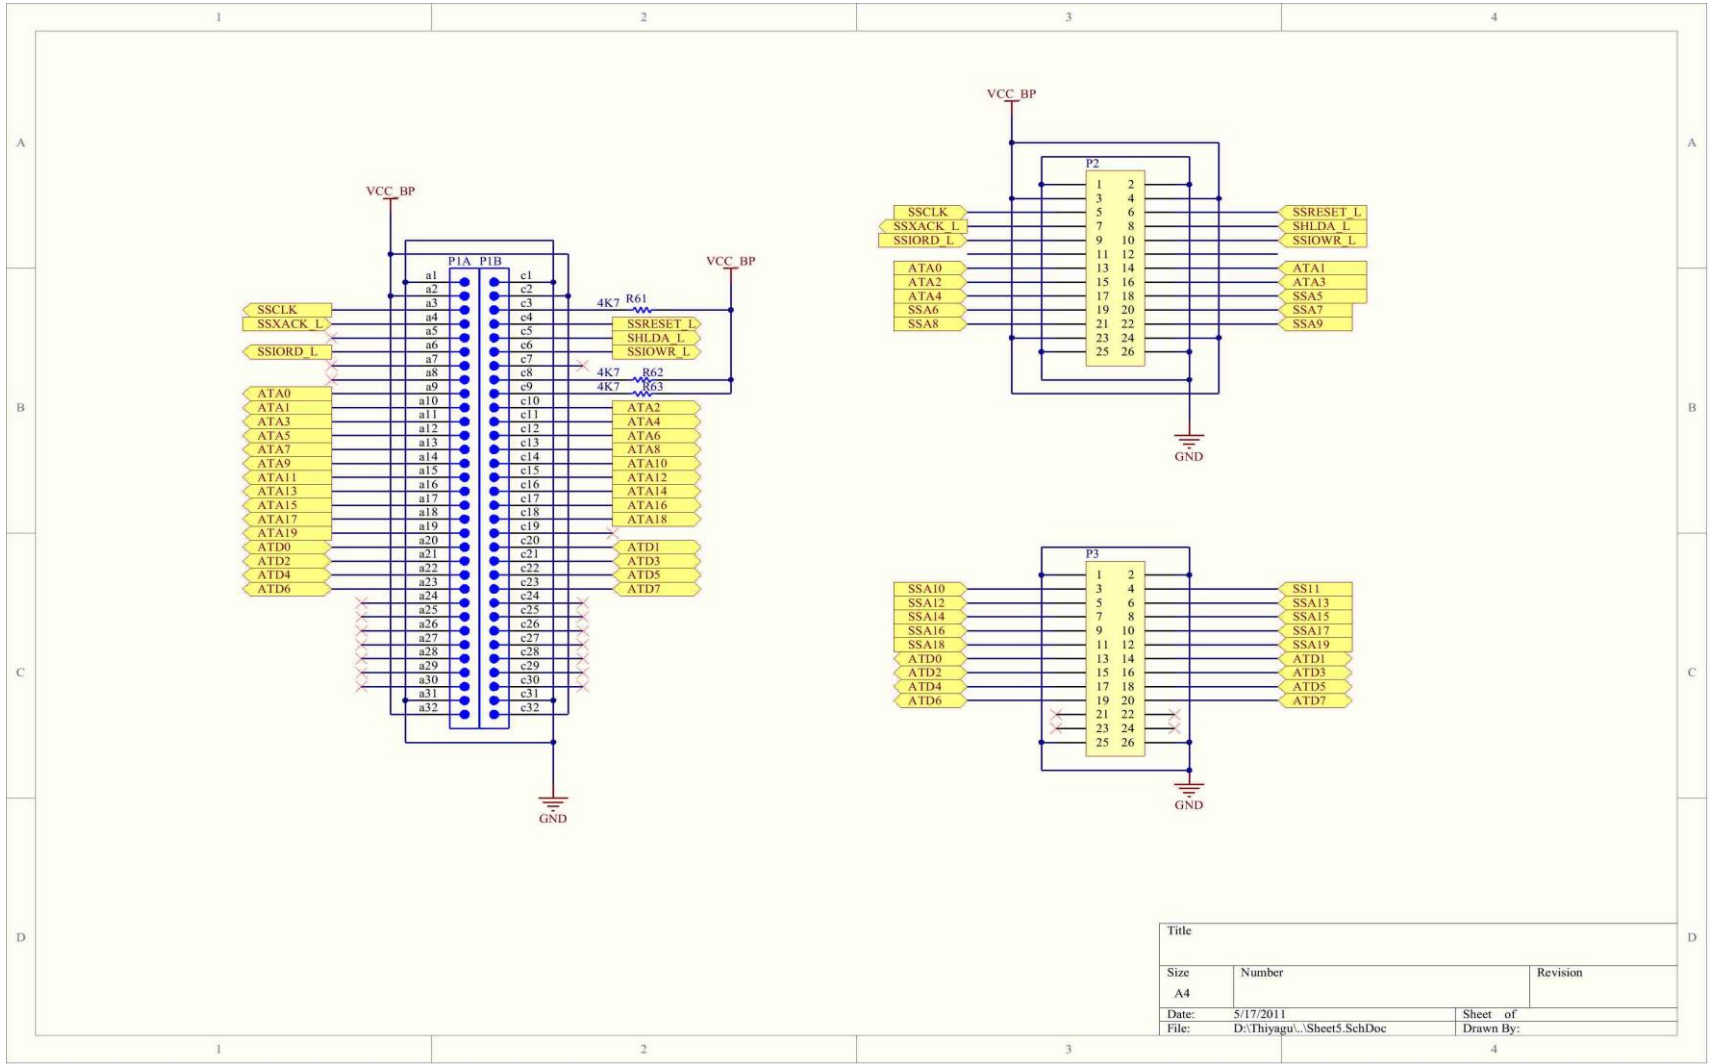 1 2 3 4
A A
B B
C C
D D
VCC_BP
P1A P1B
a1 c1
a2 c2
a3 c3
a4 c4
a5 c5
a6 c6
a7 c7
a8 c8
a9 c9
a10 c10
a11 c11
a12 c12
a13 c13
a14 c14
a15 c15
a16 c16
a17 c17
a18 c18
a19 c19
a20 c20
a21 c21
a22 c22
a23 c23
a24 c24
a25 c25
a26 c26
a27 c27
a28 c28
a29 c29
a30 c30
a31 c31
a32 c32
SSCLK
SSXACK_L
SSIORD_L
ATA0
ATA1
ATA3
ATA5
ATA7
ATA9
ATA11
ATA13
ATA15
ATA17
ATA19
ATD0
ATD2
ATD4
ATD6
VCC_BP
4K7 R61
SSRESET_L
SHLDA_L
SSIOWR_L
4K7 R62
4K7 R63
ATA2
ATA4
ATA6
ATA8
ATA10
ATA12
ATA14
ATA16
ATA18
ATD1
ATD3
ATD5
ATD7
GND
VCC_BP
P2
1 2
3 4
SSCLK 5 6 SSRESET_L
SSXACK_L 7 8 SHLDA_L
SSIORD_L 9 10 SSIOWR_L
11 12
ATA0 13 14 ATA1
ATA2 15 16 ATA3
ATA4 17 18 SSA5
SSA6 19 20 SSA7
SSA8 21 22 SSA9
23 24
25 26
GND
P3
1 2
SSA10 3 4 SS11
SSA12 5 6 SSA13
SSA14 7 8 SSA15
SSA16 9 10 SSA17
SSA18 11 12 SSA19
ATD0 13 14 ATD1
ATD2 15 16 ATD3
ATD4 17 18 ATD5
ATD6 19 20 ATD7
21 22
23 24
25 26
GND
Title
Size Number Revision
A4
Date: 5/17/2011 Sheet of
File: D:\Thiyagu\..\Sheet5.SchDoc Drawn By:
1 2 3 4